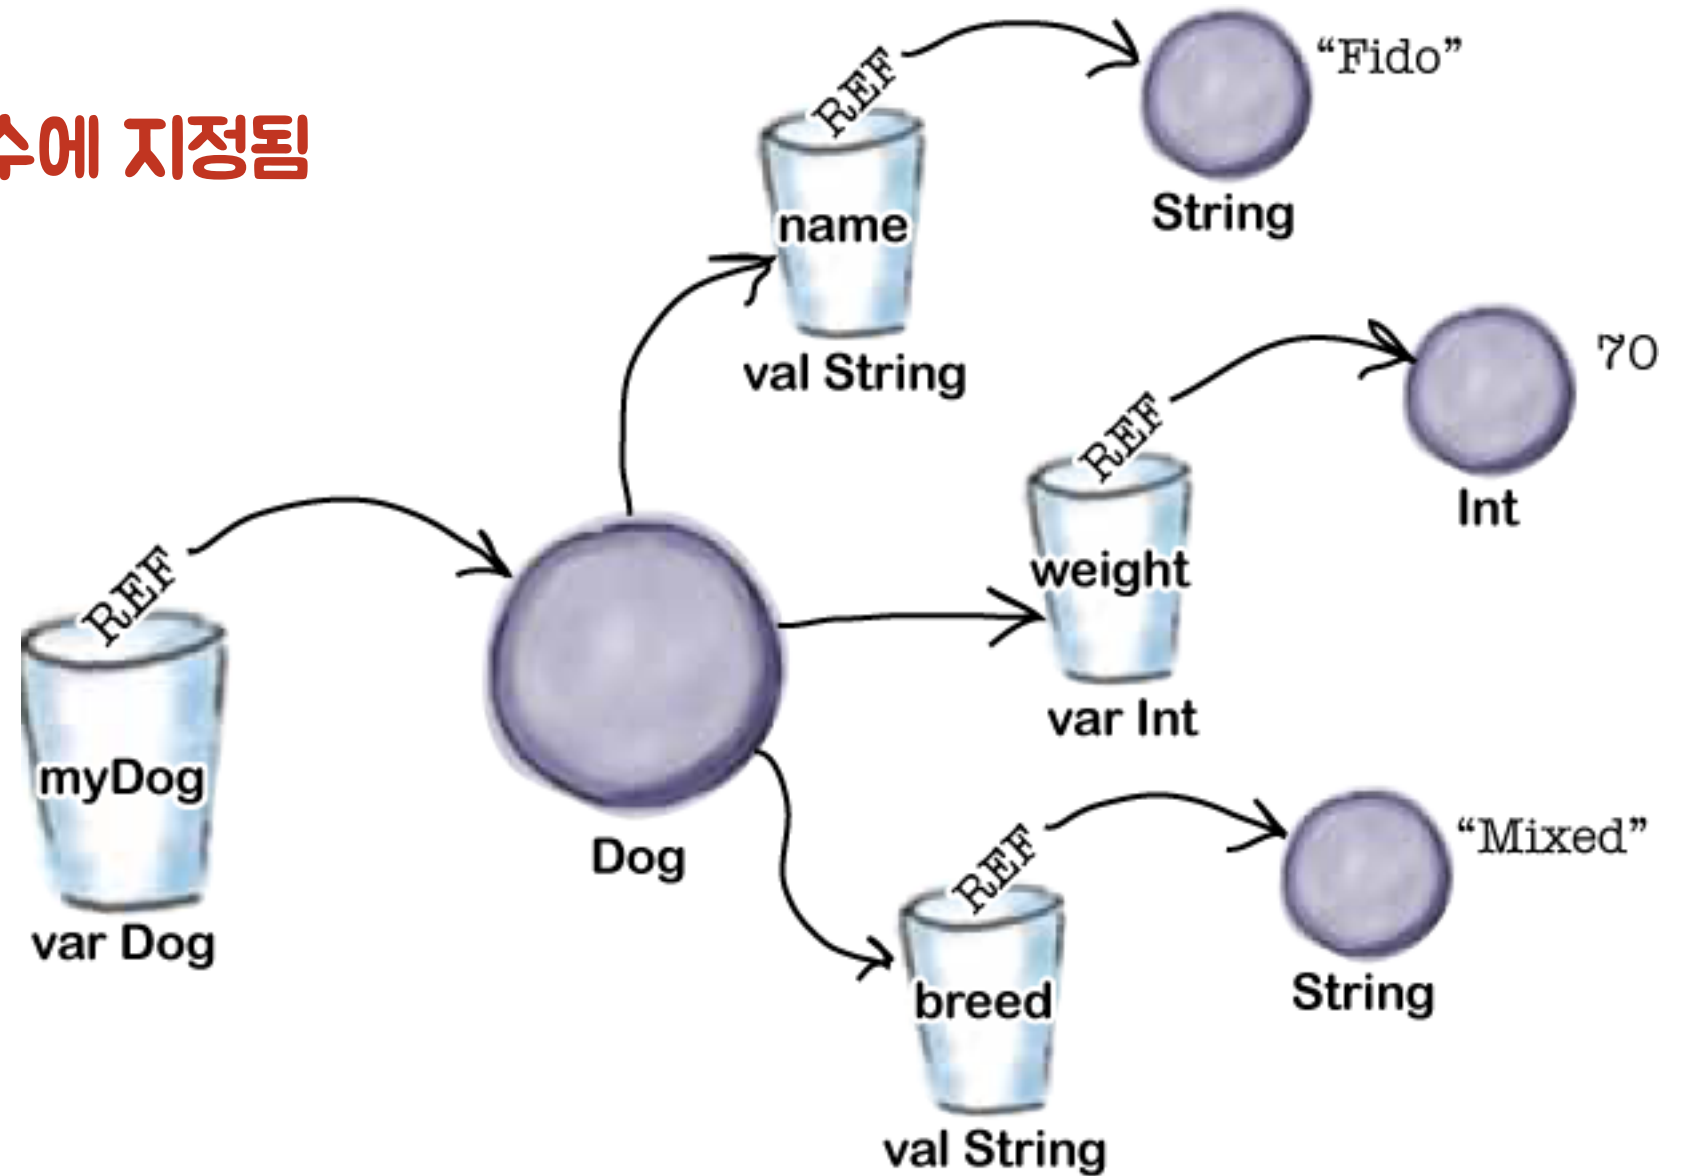 수에 지정됨
REF
"Fido"
name
String
val String
REF
70
Int
weight
var Int
REF
myDog
var Dog
Dog
REF
"Mixed"
breed
String
val String